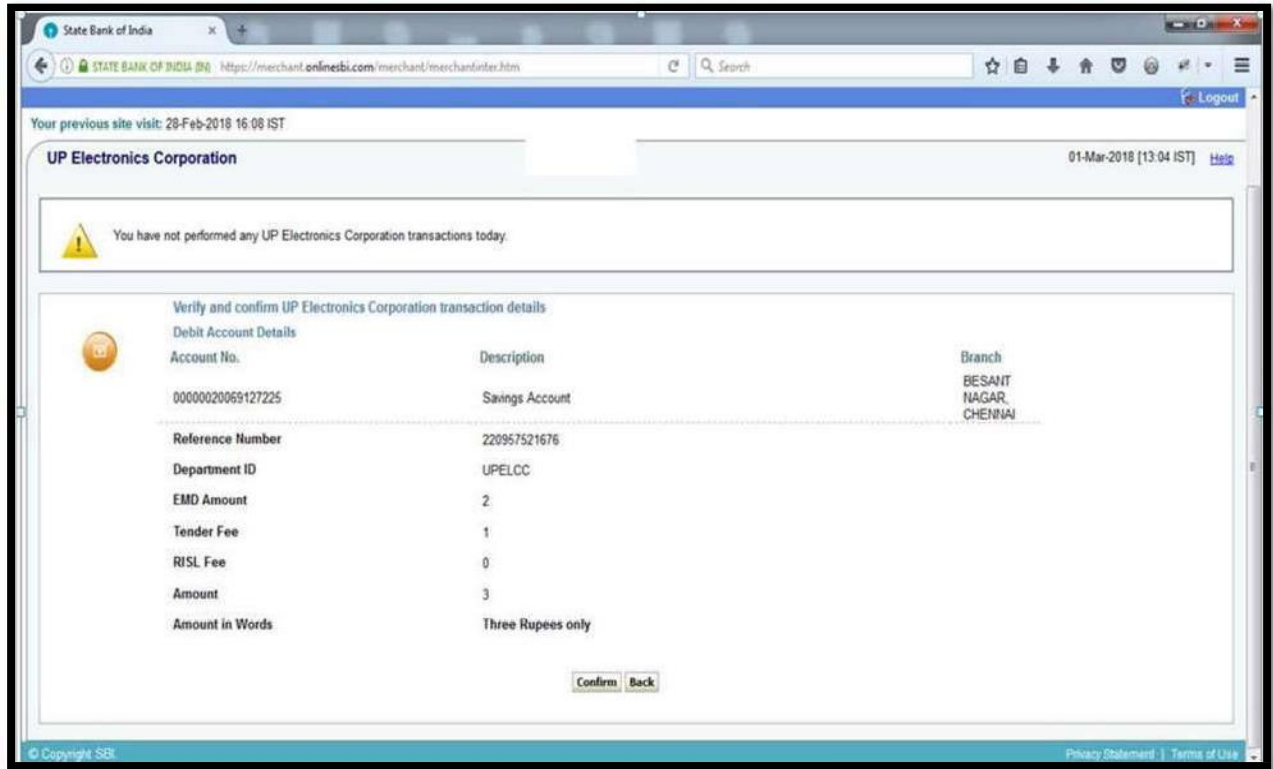 State Bank of India
STATE BANK OF INDIA (IN) https://merchant.onlinesbi.com/merchant/merchantinter.htm Search
Logout
Your previous site visit: 28-Feb-2018 16:08 IST
UP Electronics Corporation 01-Mar-2018 [13:04 IST] Help
You have not performed any UP Electronics Corporation transactions today.
Verify and confirm UP Electronics Corporation transaction details
Debit Account Details
Account No. Description Branch
00000020069127225 Savings Account BESANT
NAGAR,
CHENNAI
Reference Number 220957521676
Department ID UPELCC
EMD Amount 2
Tender Fee 1
RISL Fee 0
Amount 3
Amount in Words Three Rupees only
Confirm Back
© Copyright SBI. Privacy Statement | Terms of Use